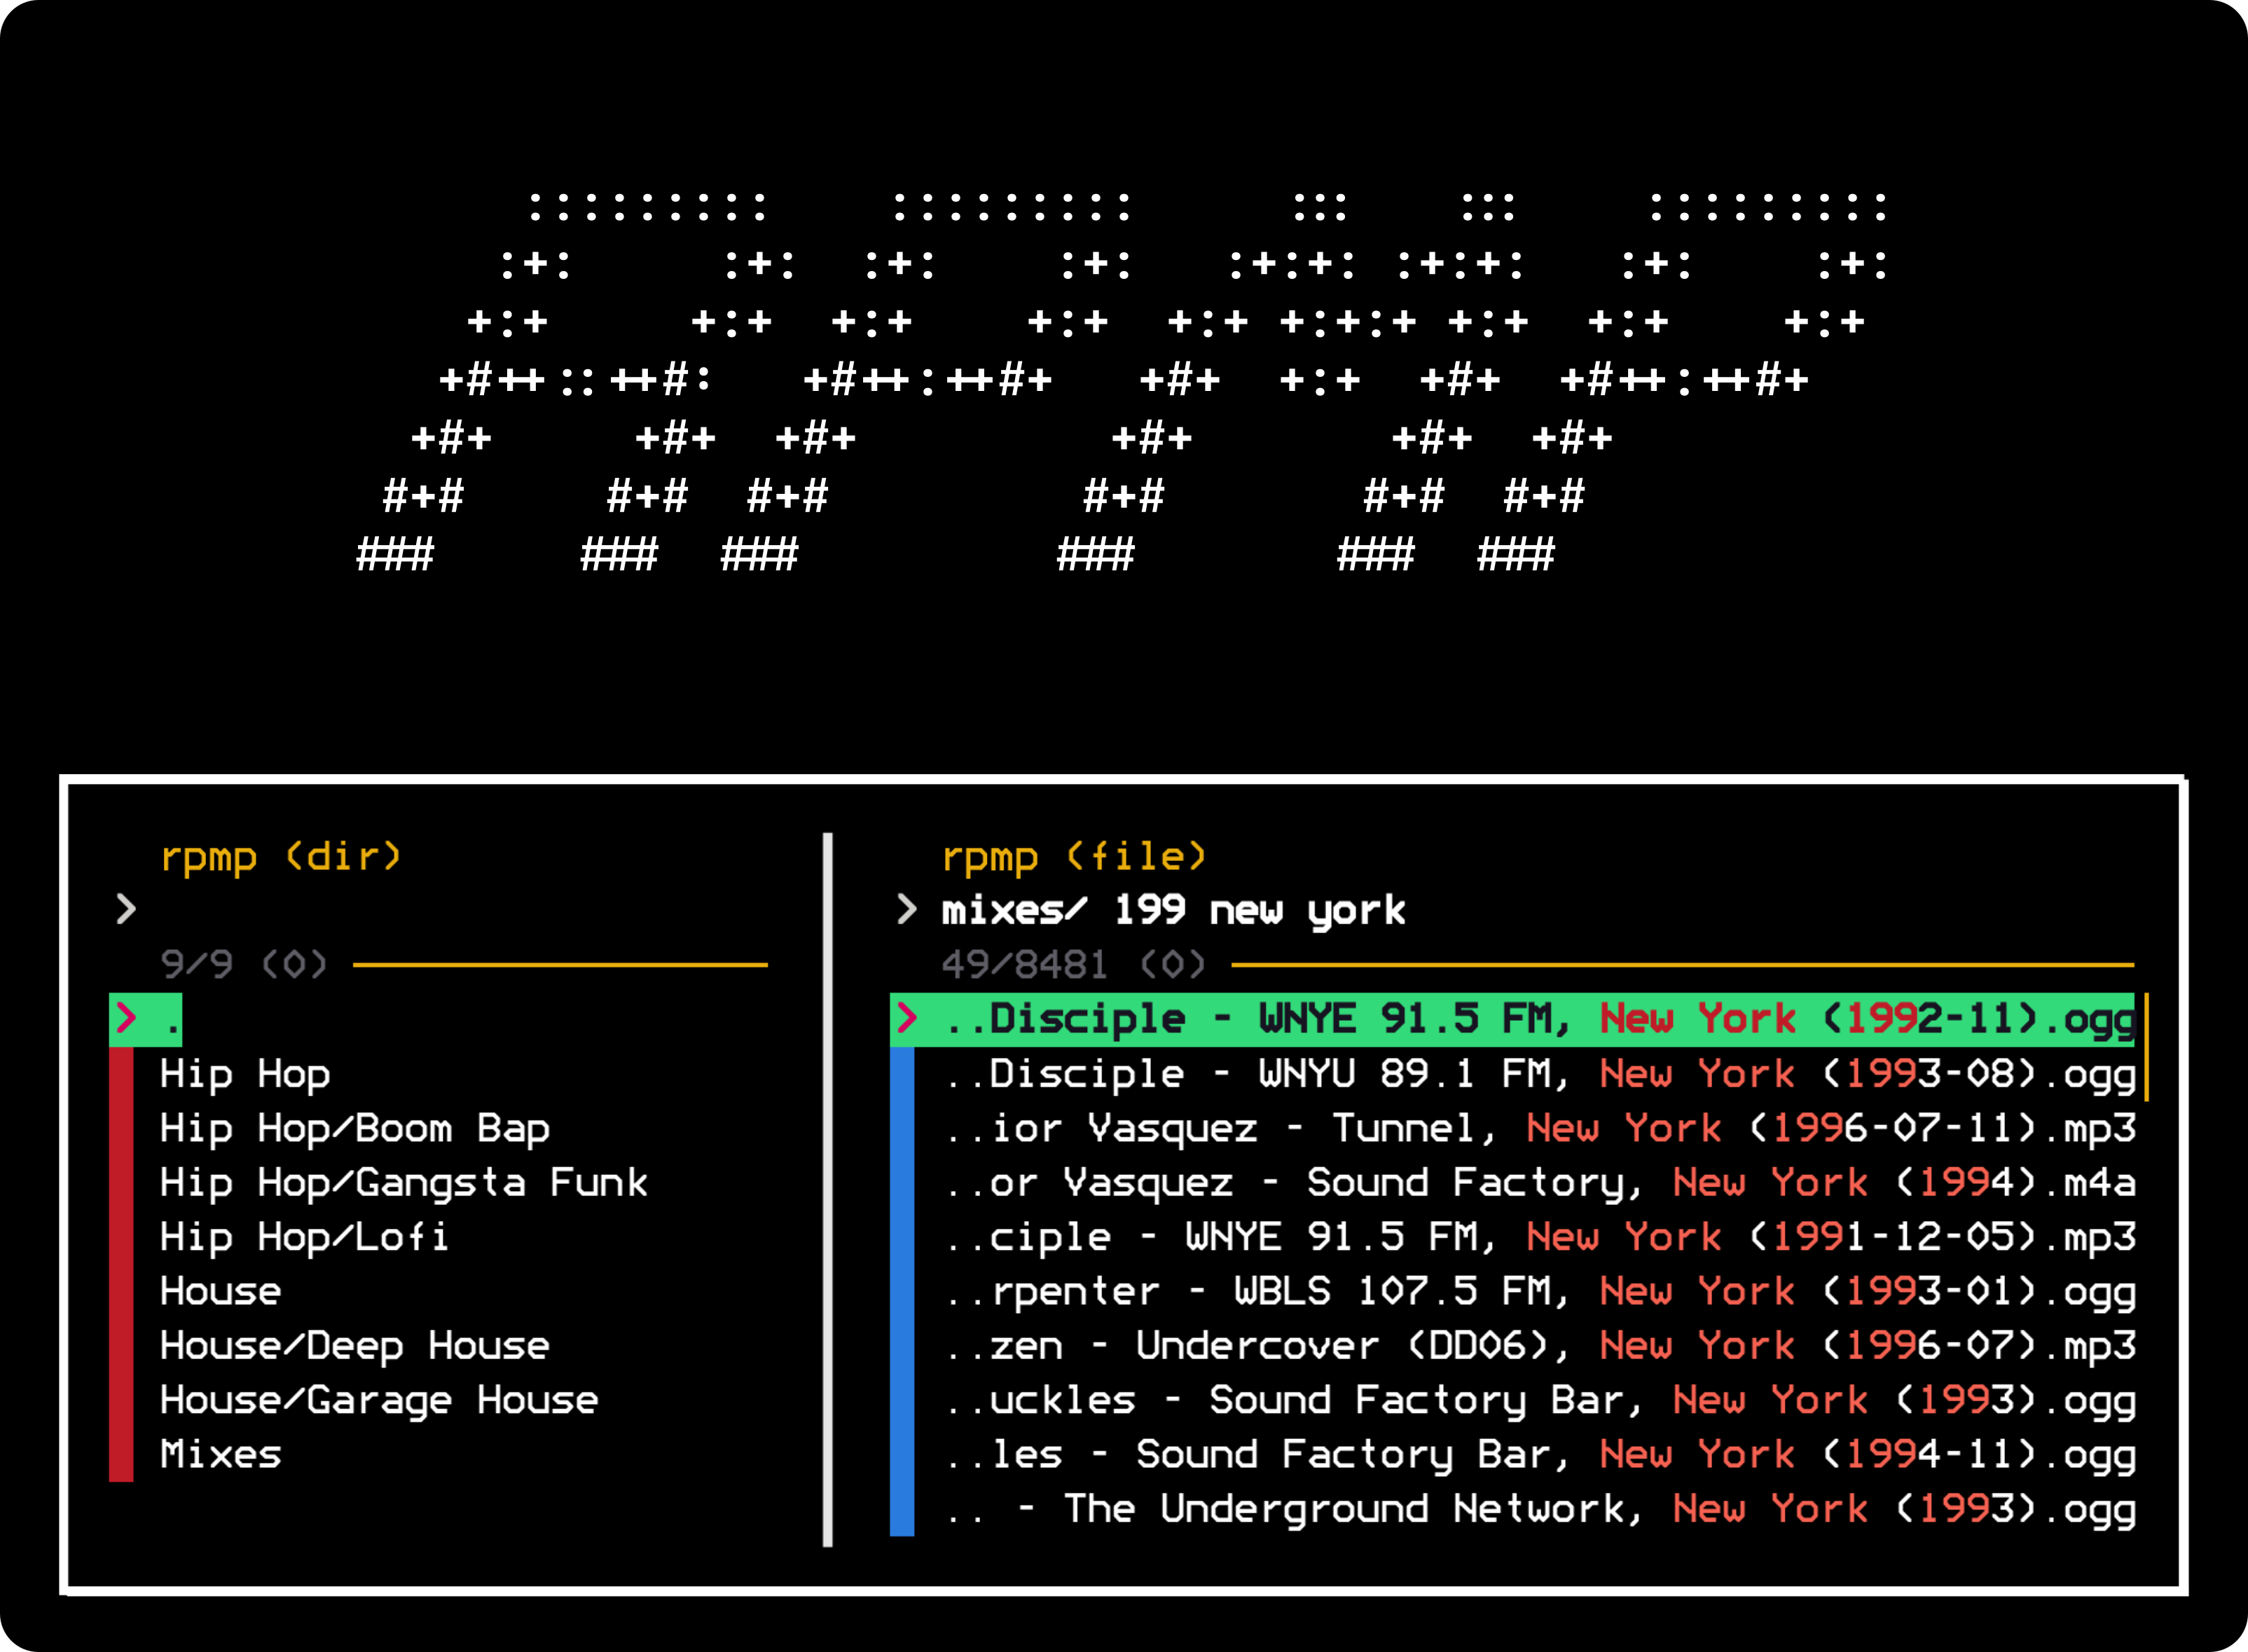 :::::::::    :::::::::      :::    :::     :::::::::
:+:     :+:  :+:    :+:   :+:+: :+:+:   :+:    :+:
+:+     +:+  +:+    +:+  +:+ +:+:+ +:+  +:+    +:+
+#++::++#:   +#++:++#+   +#+  +:+  +#+  +#++:++#+
+#+     +#+  +#+         +#+       +#+  +#+
#+#     #+#  #+#         #+#       #+#  #+#
###     ###  ###         ###       ###  ###
rpmp (dir)
>
9/9 (0)
> .
Hip Hop
Hip Hop/Boom Bap
Hip Hop/Gangsta Funk
Hip Hop/Lofi
House
House/Deep House
House/Garage House
Mixes
rpmp (file)
> mixes/ 199 new york
49/8481 (0)
> ..Disciple - WNYE 91.5 FM, New York (1992-11).ogg
..Disciple - WNYU 89.1 FM, New York (1993-08).ogg
..ior Vasquez - Tunnel, New York (1996-07-11).mp3
..or Vasquez - Sound Factory, New York (1994).m4a
..ciple - WNYE 91.5 FM, New York (1991-12-05).mp3
..rpenter - WBLS 107.5 FM, New York (1993-01).ogg
..zen - Undercover (DD06), New York (1996-07).mp3
..uckles - Sound Factory Bar, New York (1993).ogg
..les - Sound Factory Bar, New York (1994-11).ogg
.. - The Underground Network, New York (1993).ogg